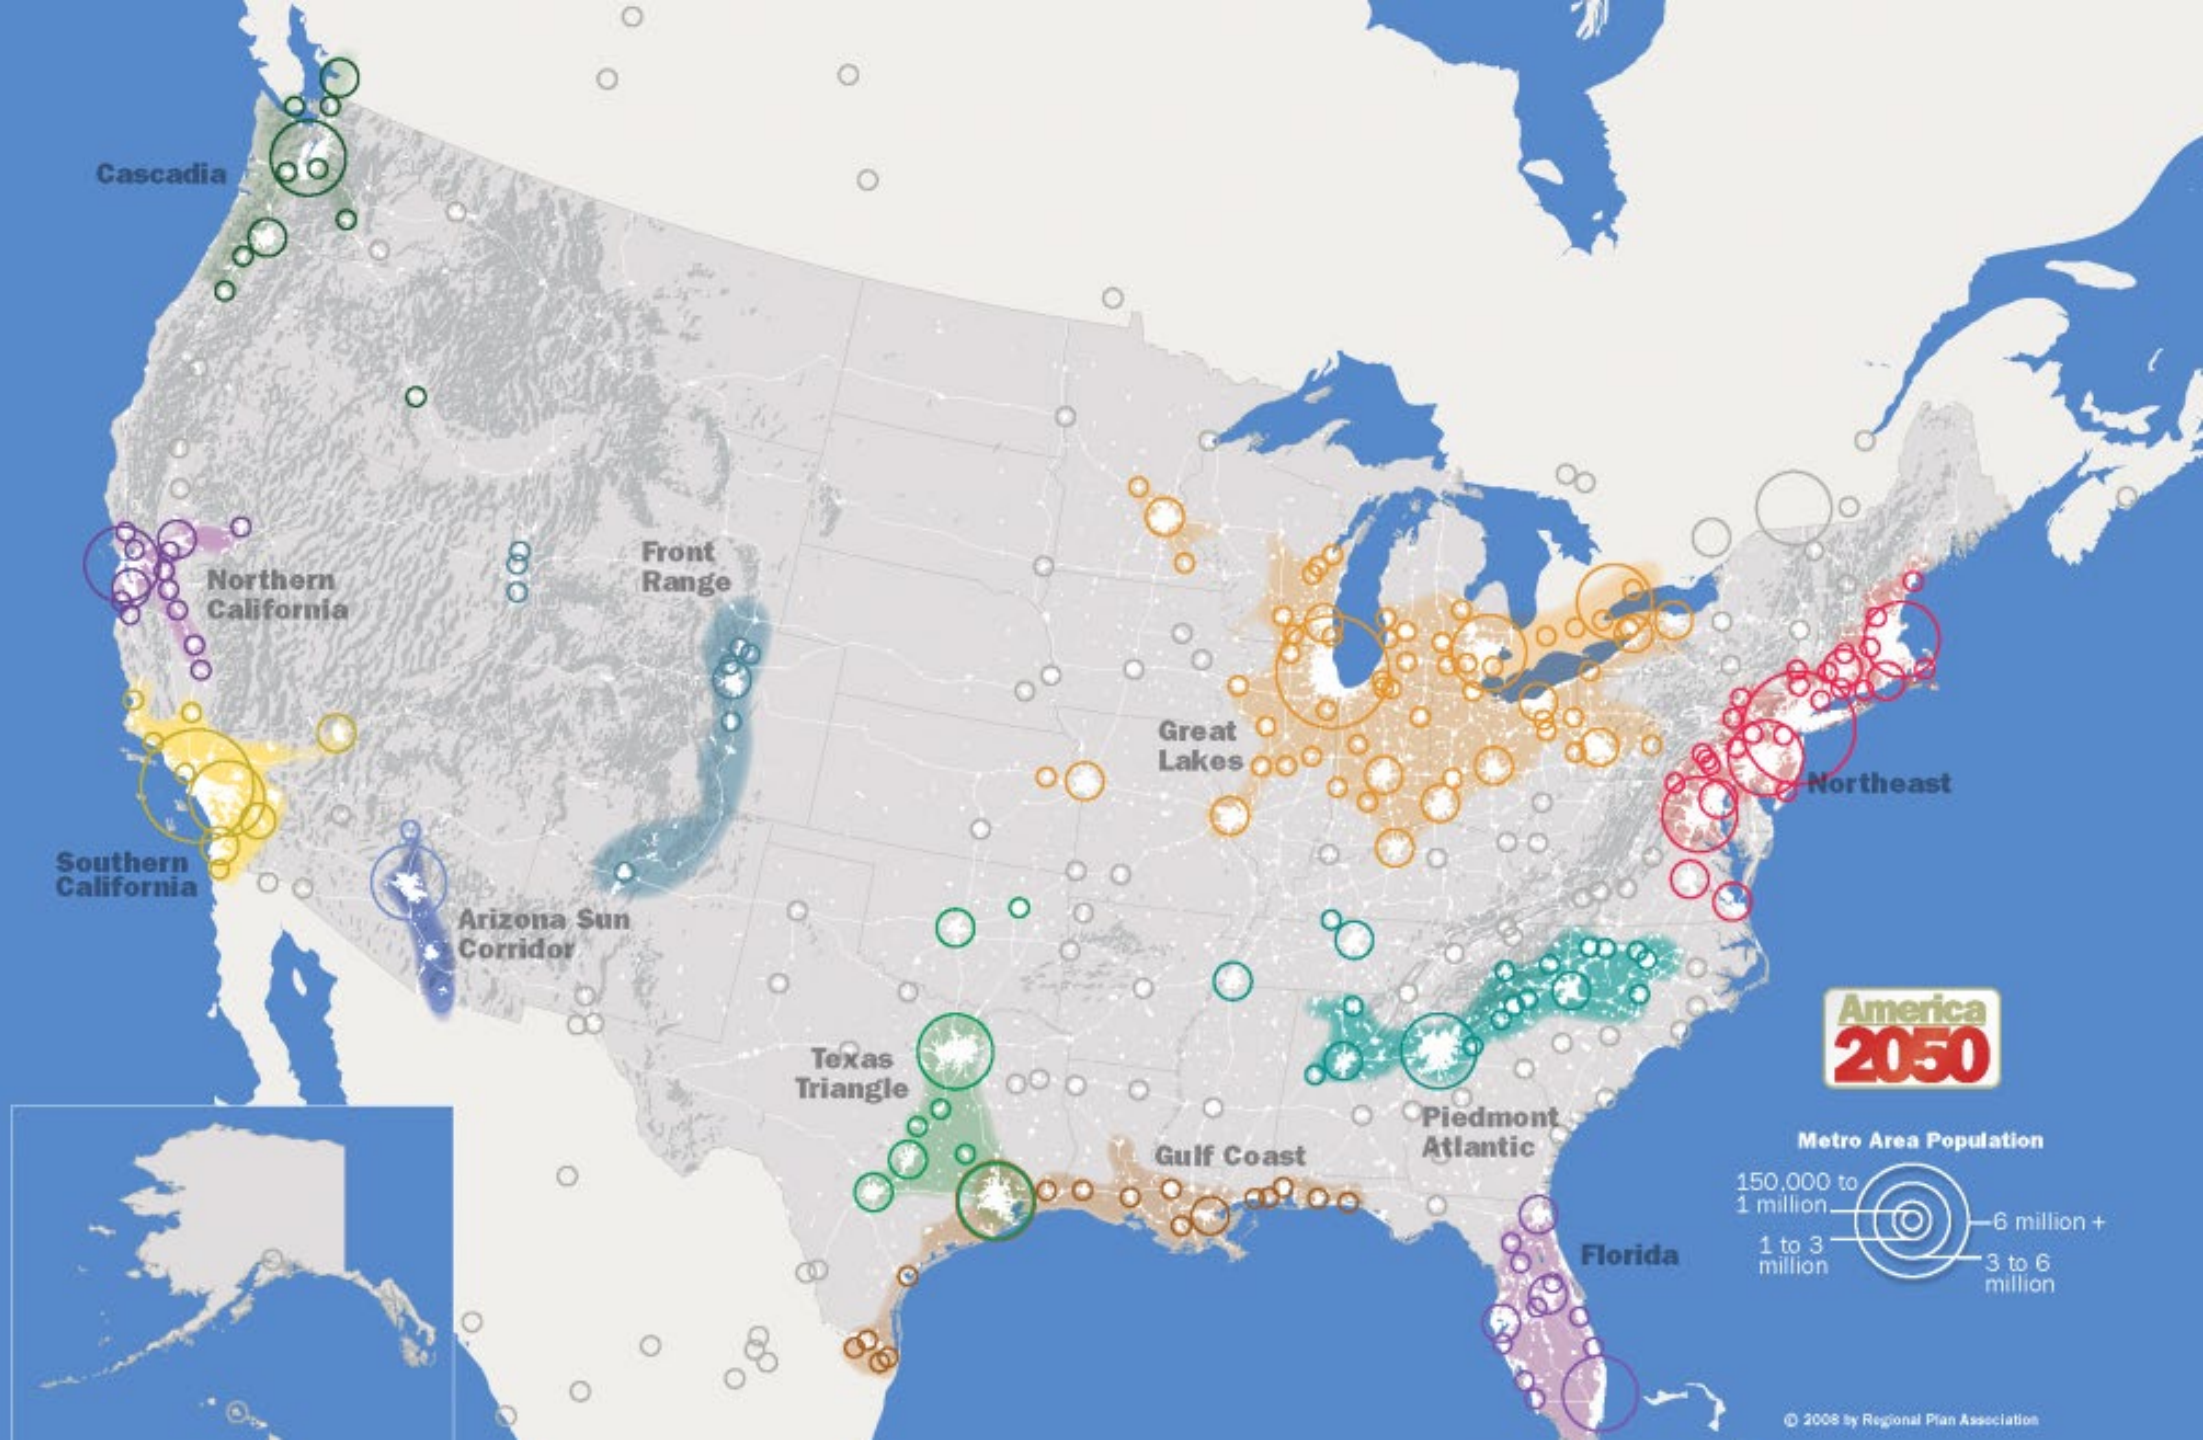 Cascadia
Northern
California
Front
Range
Southern
California
Arizona Sun
Corridor
Great
Lakes
Northeast
Texas
Triangle
Gulf Coast
Piedmont
Atlantic
Florida
America
2050
Metro Area Population
150,000 to
1 million
1 to 3
million
6 million +
3 to 6
million
© 2008 by Regional Plan Association